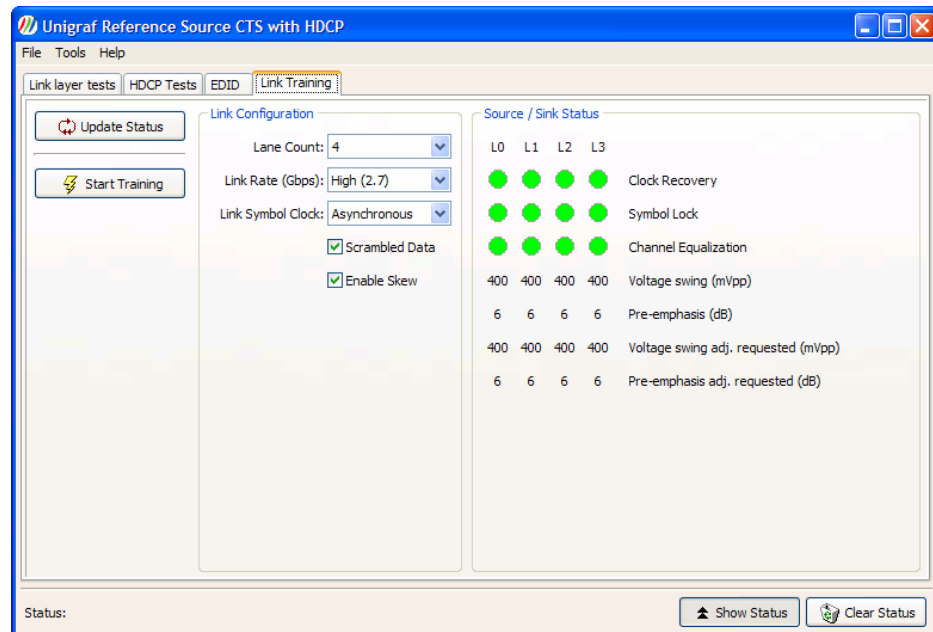 Unigraf Reference Source CTS with HDCP
File Tools Help
Link layer tests HDCP Tests EDID Link Training
Update Status
Start Training
Link Configuration
Lane Count: 4
Link Rate (Gbps): High (2.7)
Link Symbol Clock: Asynchronous
Scrambled Data
Enable Skew
Source / Sink Status
L0 L1 L2 L3
Clock Recovery
Symbol Lock
Channel Equalization
400 400 400 400 Voltage swing (mVpp)
6 6 6 6 Pre-emphasis (dB)
400 400 400 400 Voltage swing adj. requested (mVpp)
6 6 6 6 Pre-emphasis adj. requested (dB)
Status:
Show Status
Clear Status